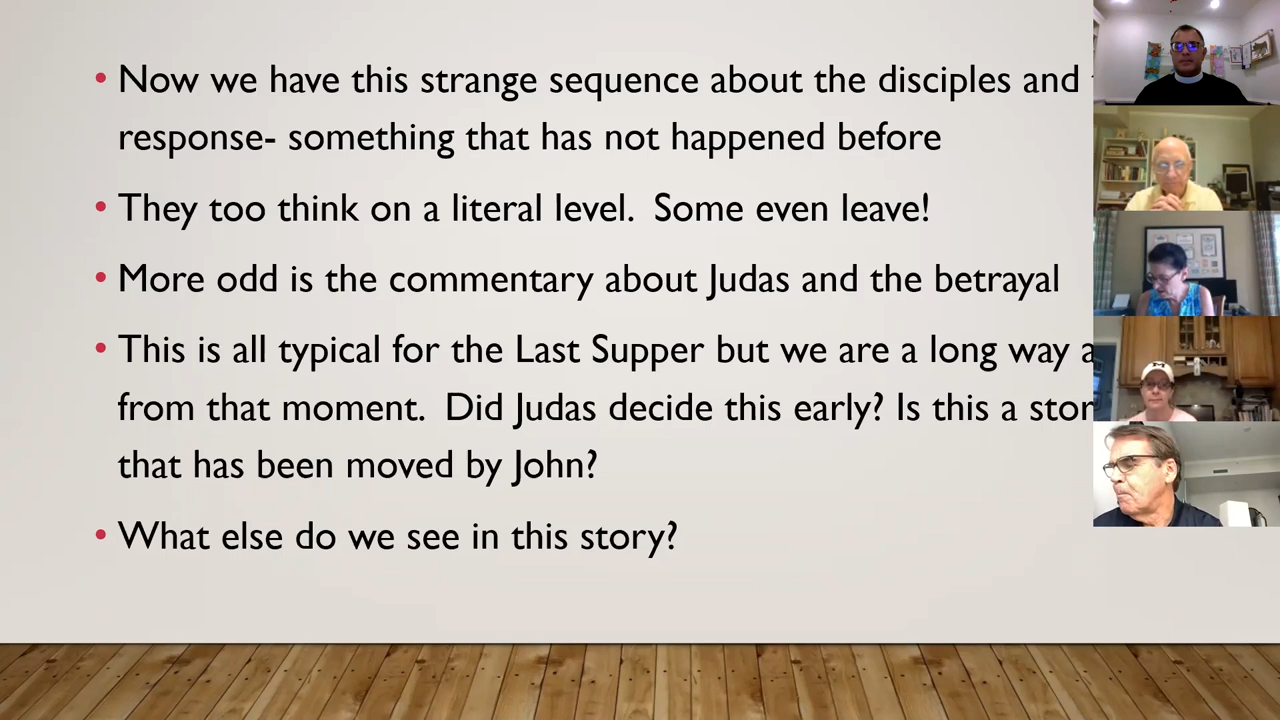 • Now we have this strange sequence about the disciples and
response- something that has not happened before
• They too think on a literal level.  Some even leave!
• More odd is the commentary about Judas and the betrayal
• This is all typical for the Last Supper but we are a long way
from that moment.  Did Judas decide this early? Is this a
that has been moved by John?
• What else do we see in this story?